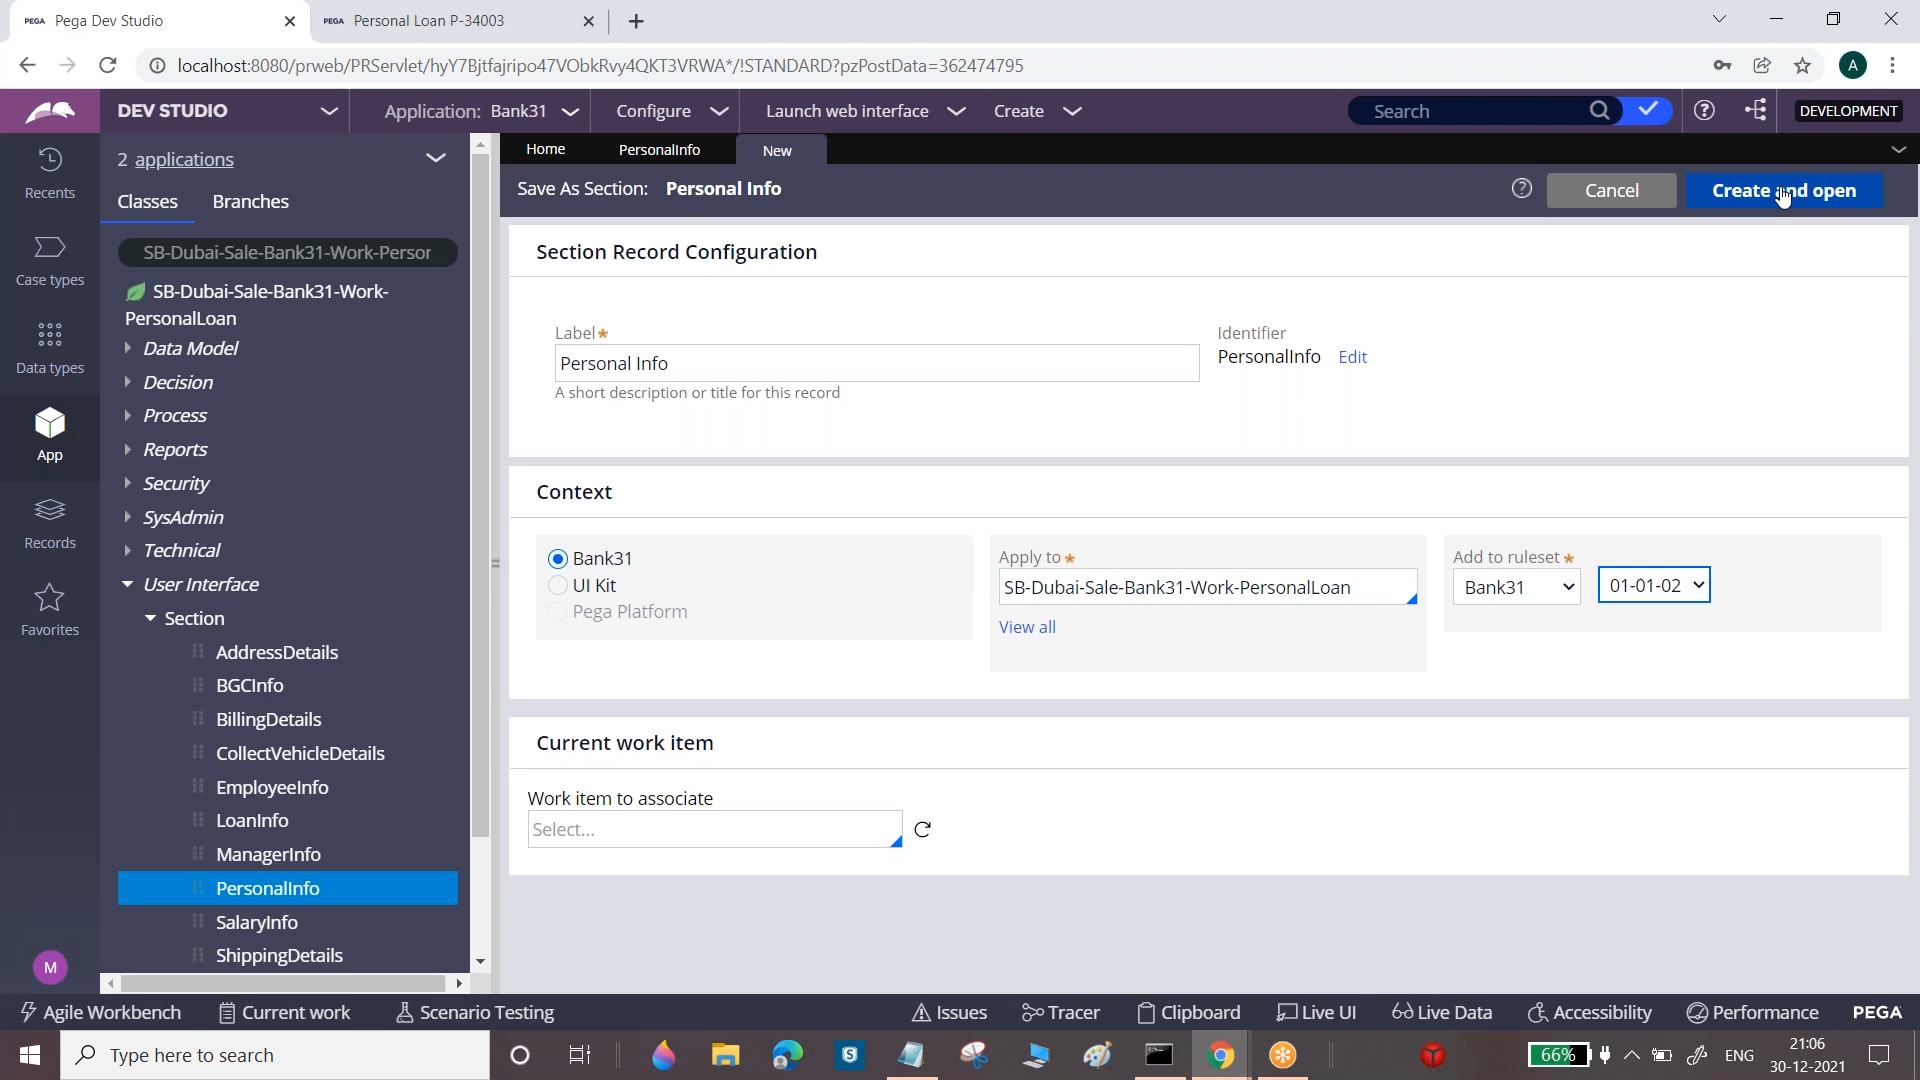 PEGA Pega Dev Studio
PEGA Personal Loan P-34003
localhost:8080/prweb/PRServlet/hyY7Bjtfajripo47VObkRvy4QKT3VRWA*/!STANDARD?pzPostData=362474795
A
DEV STUDIO
Application: Bank31
Configure
Launch web interface
Create
Search
DEVELOPMENT
Recents
Case types
Data types
App
Records
Favorites
M
2 applications
Classes
Branches
SB-Dubai-Sale-Bank31-Work-Person
SB-Dubai-Sale-Bank31-Work-
PersonalLoan
Data Model
Decision
Process
Reports
Security
SysAdmin
Technical
User Interface
Section
AddressDetails
BGCInfo
BillingDetails
CollectVehicleDetails
EmployeeInfo
LoanInfo
ManagerInfo
PersonalInfo
SalaryInfo
ShippingDetails
Home
PersonalInfo
New
Save As Section: Personal Info
Cancel
Create and open
Section Record Configuration
Label*
Personal Info
A short description or title for this record
Identifier
PersonalInfo Edit
Context
Bank31
UI Kit
Pega Platform
Apply to*
SB-Dubai-Sale-Bank31-Work-PersonalLoan
View all
Add to ruleset*
Bank31
01-01-02
Current work item
Work item to associate
Select...
Agile Workbench
Current work
Scenario Testing
Issues
Tracer
Clipboard
Live UI
Live Data
Accessibility
Performance
PEGA
Type here to search
66%
ENG
21:06
30-12-2021